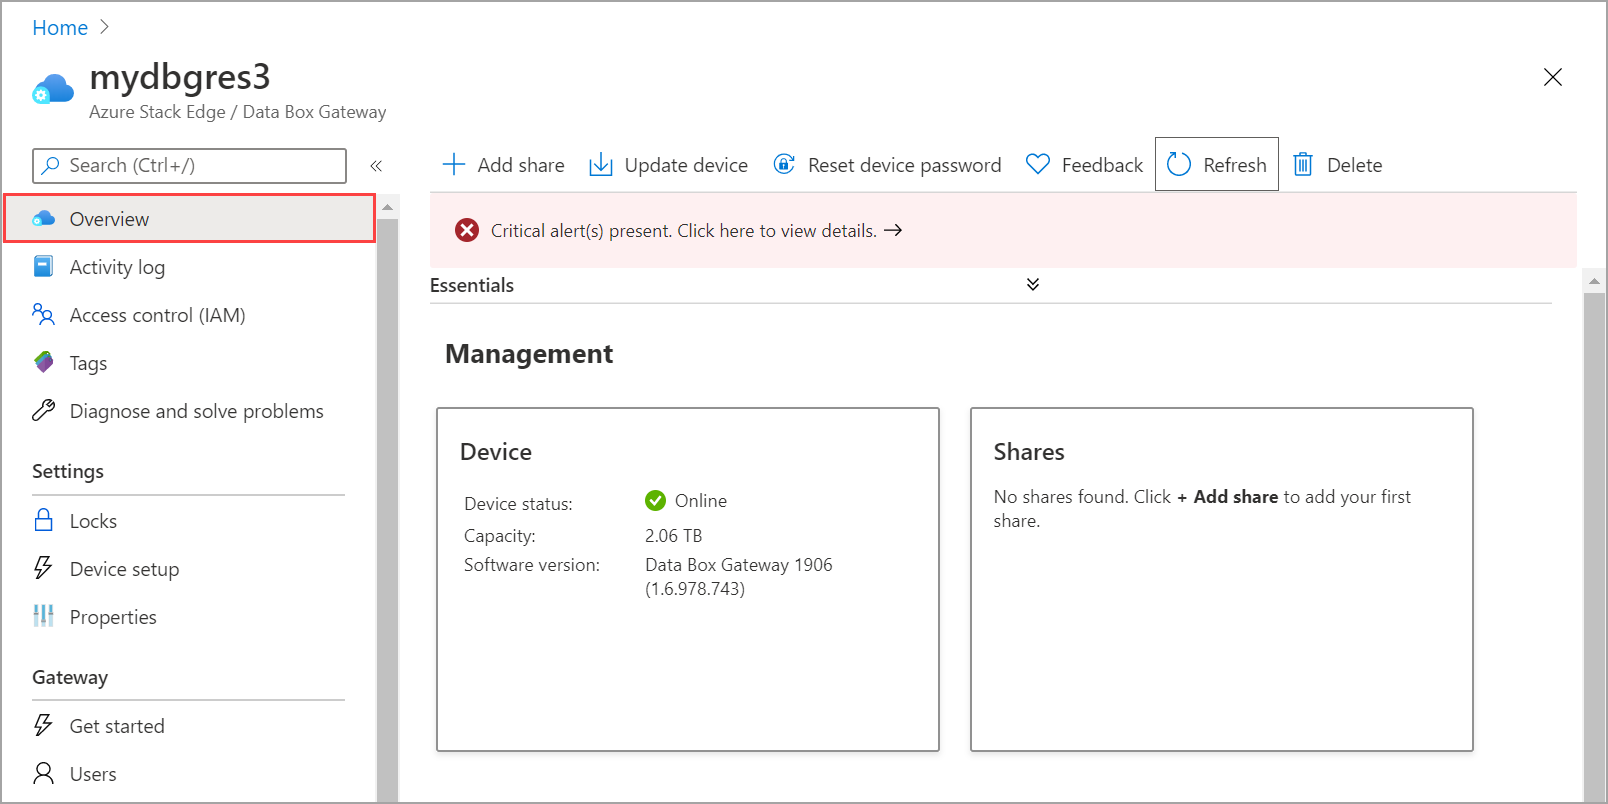 Home
mydbgres3
Azure Stack Edge / Data Box Gateway
Search (Ctrl+/)
Overview
Activity log
Access control (IAM)
Tags
Diagnose and solve problems
Settings
Locks
Device setup
Properties
Gateway
Get started
Users
Add share Update device Reset device password Feedback Refresh Delete
Critical alert(s) present. Click here to view details. →
Essentials
Management
Device
Device status: Online
Capacity: 2.06 TB
Software version: Data Box Gateway 1906
(1.6.978.743)
Shares
No shares found. Click + Add share to add your first
share.